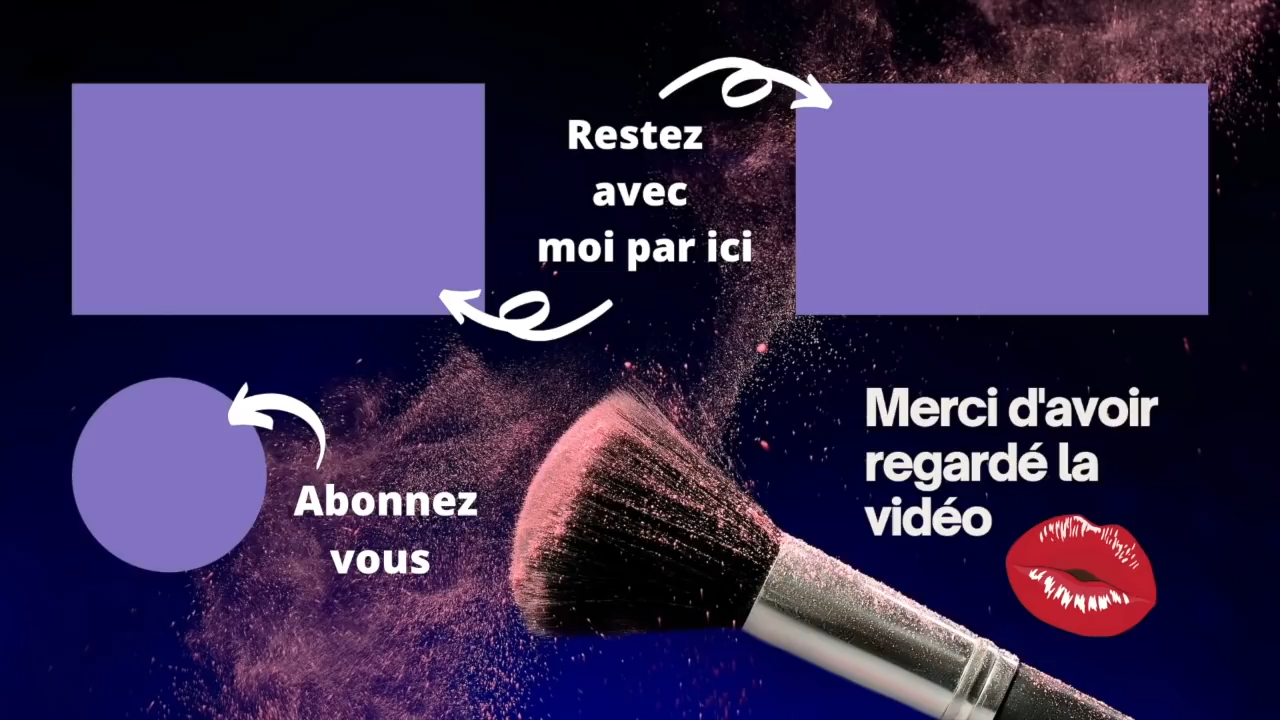 Restez
avec
moi par ici
Abonnez
vous
Merci d'avoir
regardé la
vidéo